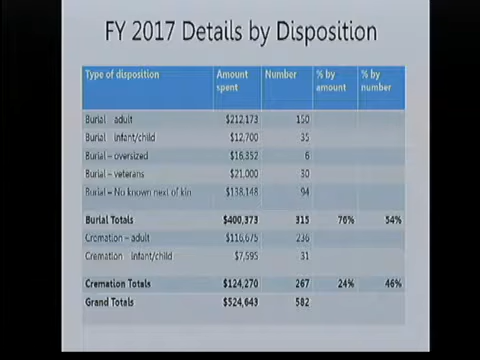 FY 2017 Details by Disposition
Type of disposition Amount spent Number % by amount % by number
Burial adult $212,173 150
Burial infant/child $12,700 35
Burial – oversized $16,352 6
Burial – veterans $21,000 30
Burial – No known next of kin $138,148 94
Burial Totals $400,373 315 76% 54%
Cremation – adult $116,675 236
Cremation infant/child $7,595 31
Cremation Totals $124,270 267 24% 46%
Grand Totals $524,643 582